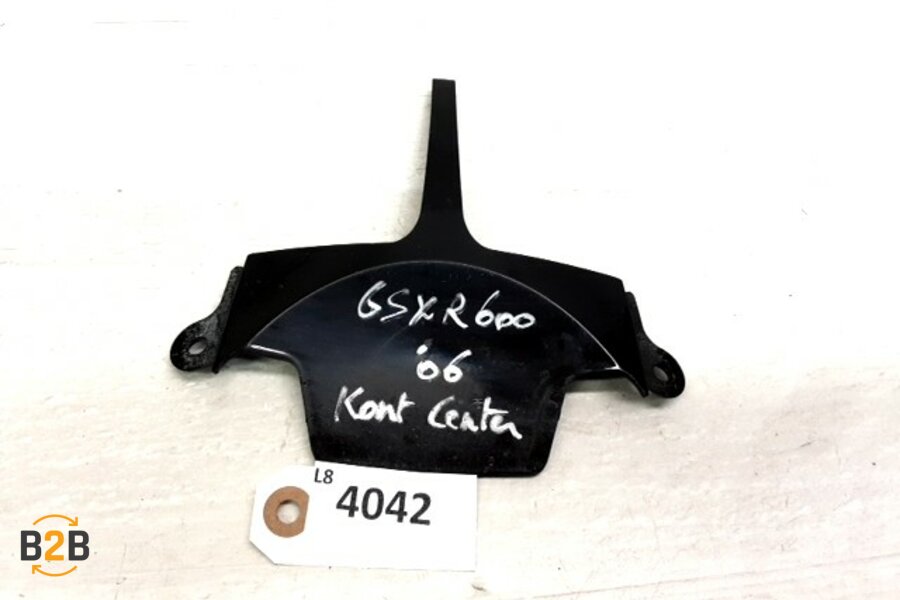 GSXR600
'06
Kont Center
L8
4042
B2B